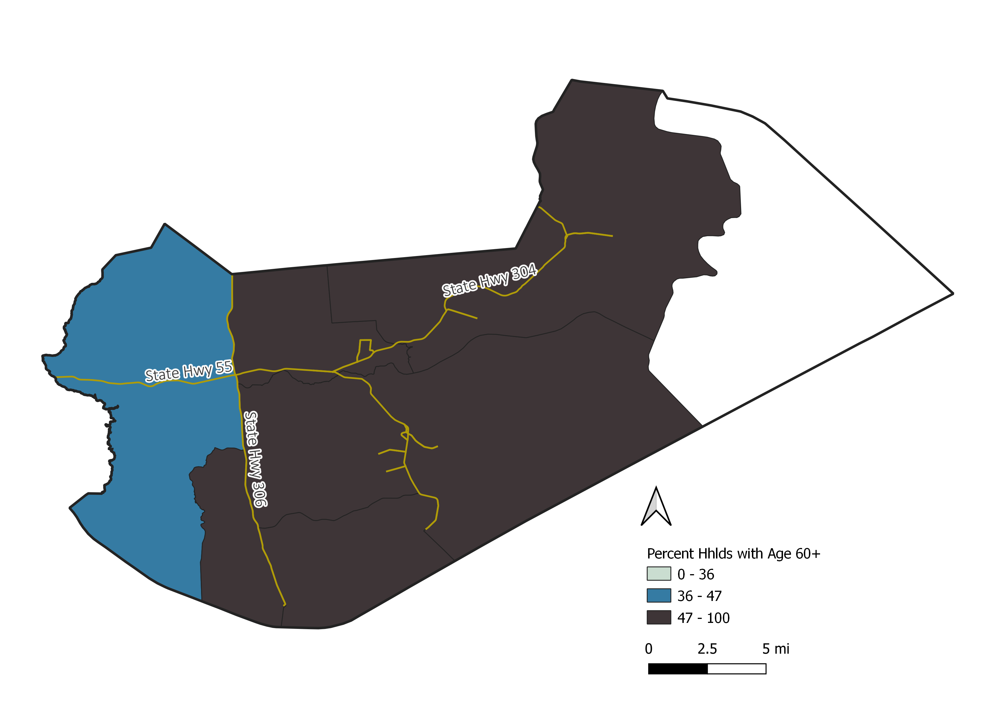 State Hwy 304
State Hwy 55
State Hwy 306
Percent Hhlds with Age 60+
0 - 36
36 - 47
47 - 100
0 2.5 5 mi